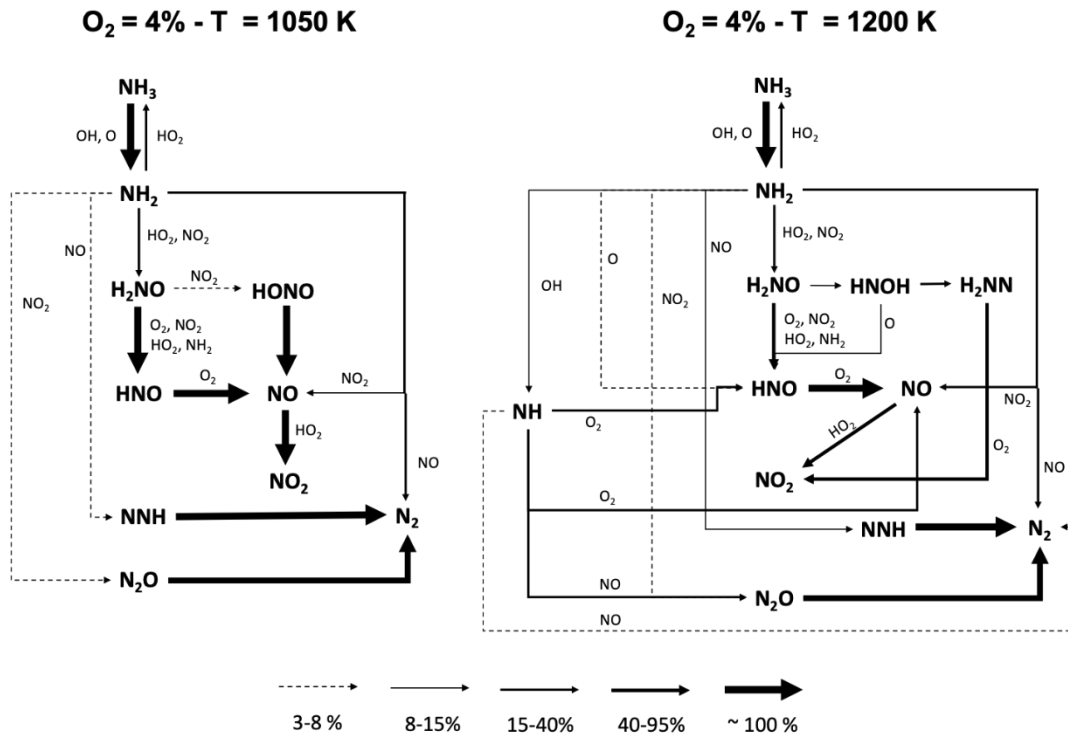 O₂ = 4% - T = 1050 K
NH₃
OH, O
HO₂
NH₂
NO
HO₂, NO₂
NO₂
H₂NO
NO₂
HONO
O₂, NO₂
HO₂, NH₂
HNO
O₂
NO
NO₂
HO₂
NO
NO₂
NNH
N₂
N₂O
O₂ = 4% - T = 1200 K
NH₃
OH, O
HO₂
NH₂
HO₂, NO₂
NO
O
OH
NO₂
H₂NO
HNOH
H₂NN
O₂, NO₂
HO₂, NH₂
O
HNO
O₂
NO
NO₂
NH
O₂
HO₂
O₂
NO
NO₂
O₂
NNH
N₂
NO
N₂O
NO
3-8 %
8-15%
15-40%
40-95%
~ 100 %